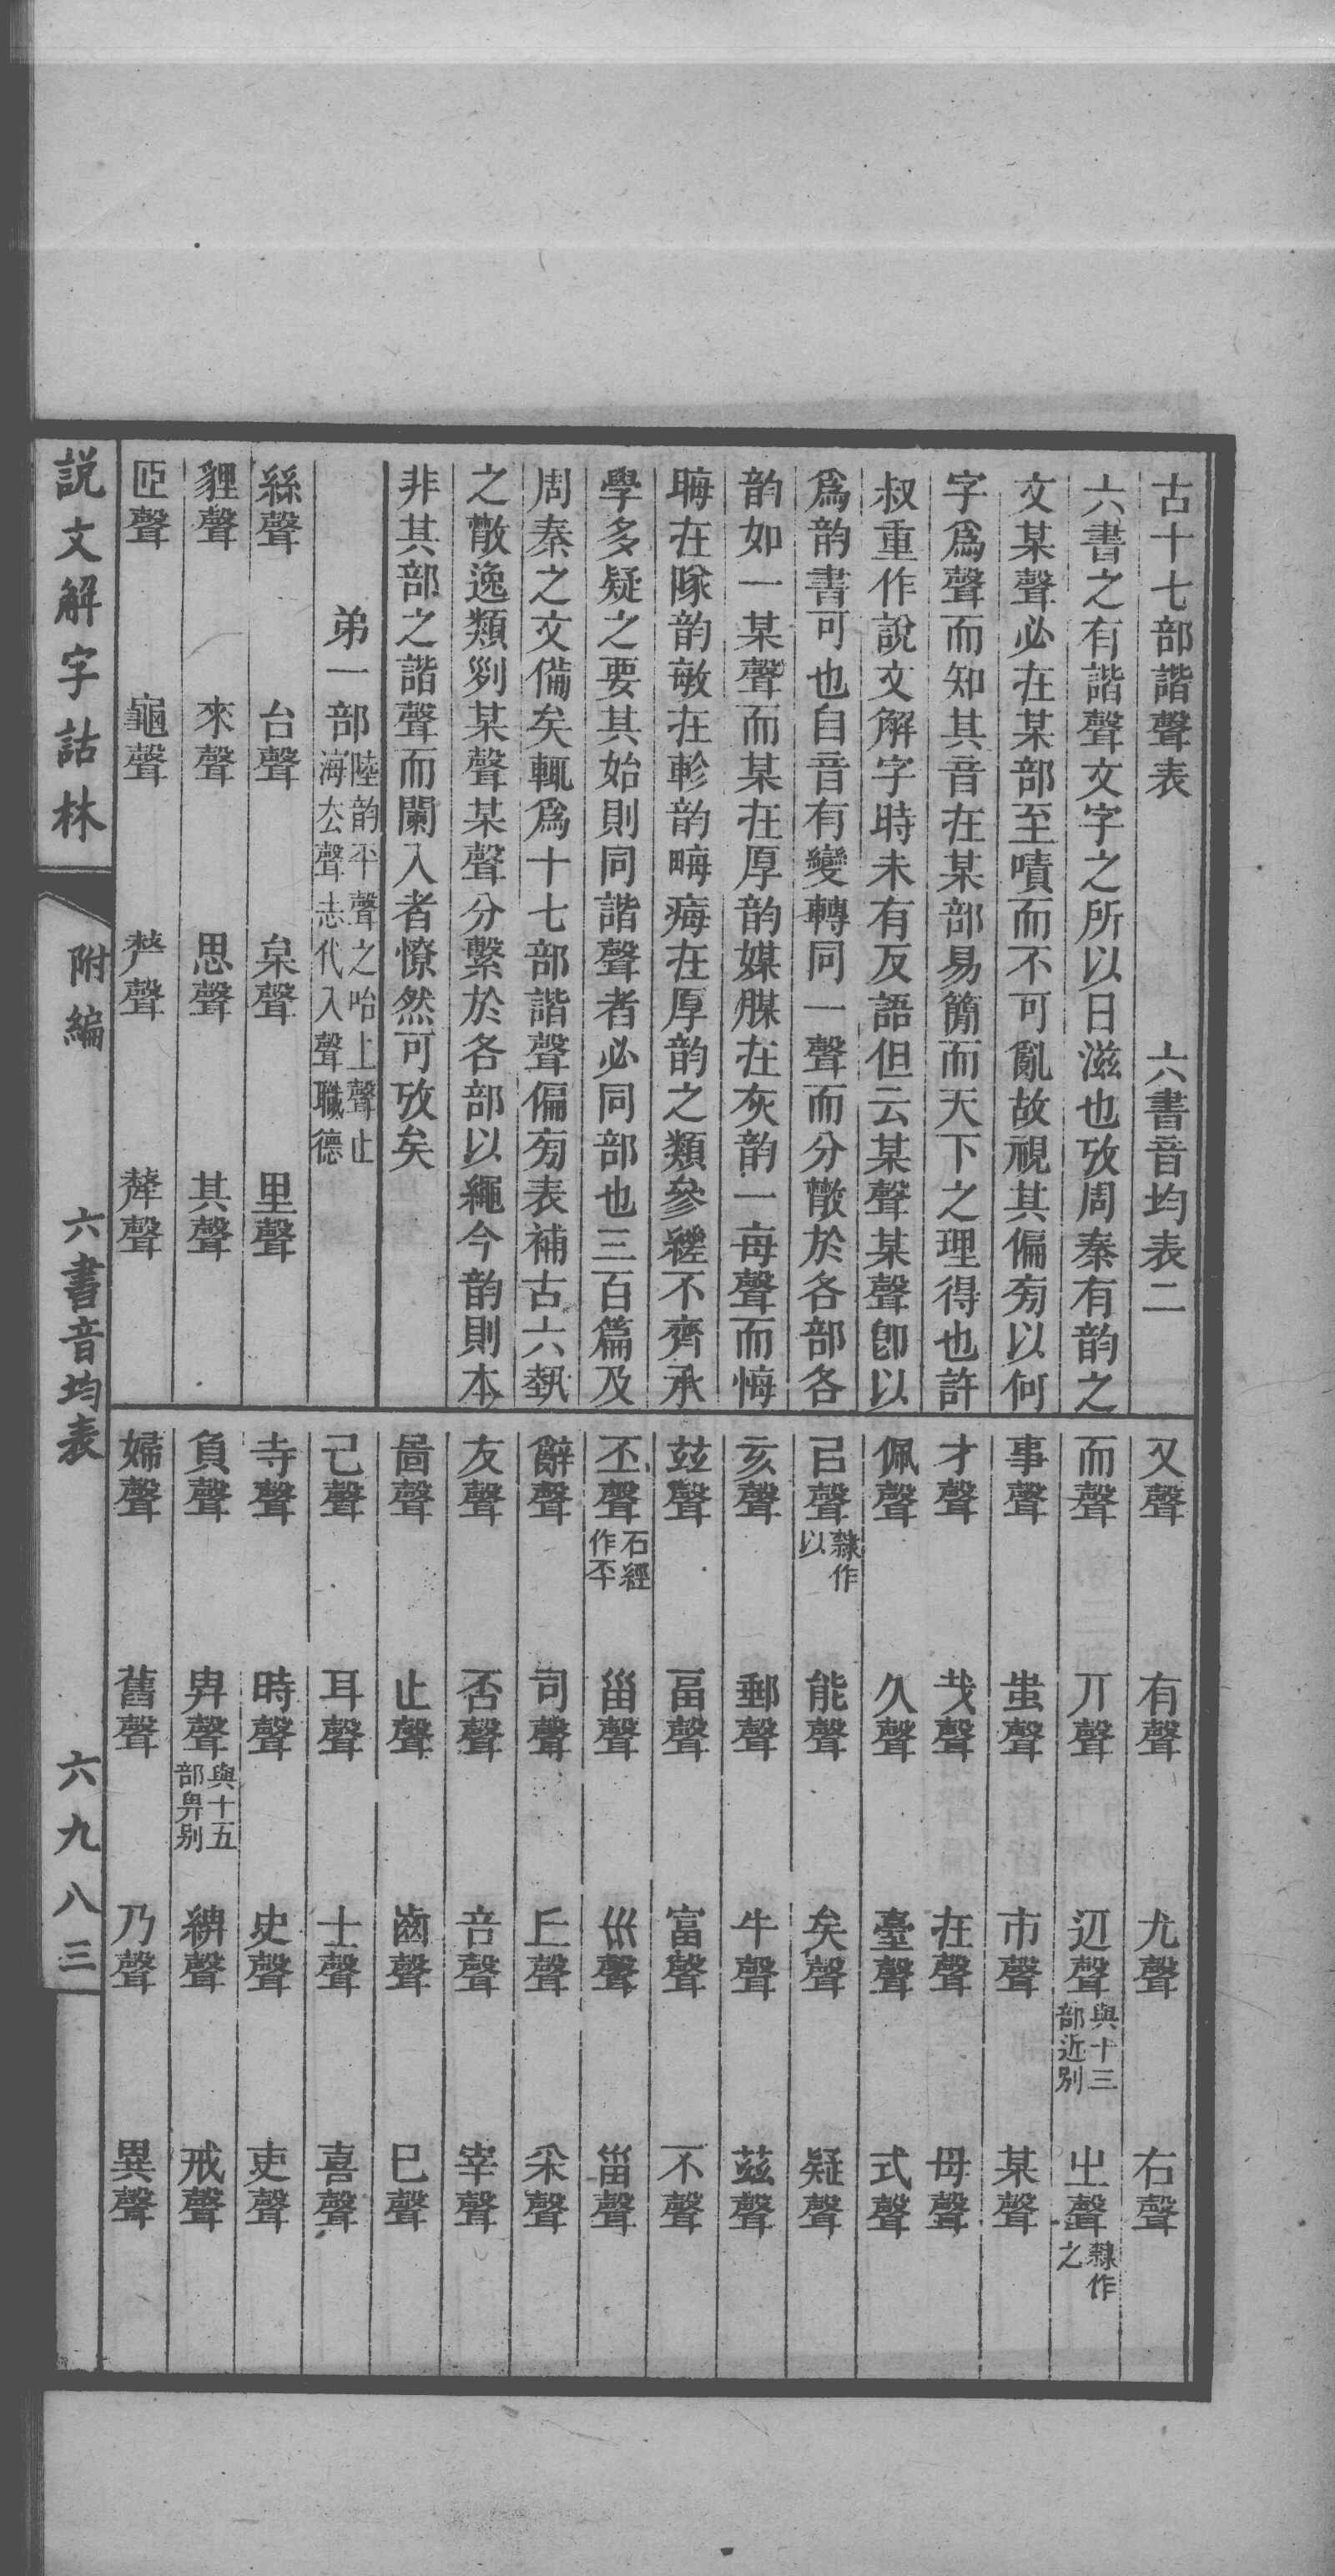 古十七部諧聲表　六書音均表二
六書之有諧聲文字之所以日滋也攷周秦有韵之
文某聲必在某部至嘖而不可亂故視其偏旁以何
字爲聲而知其音在某部易簡而天下之理得也許
叔重作說文解字時未有反語但云某聲某聲卽以
爲韵書可也自音有變轉同一聲而分㪚於各部各
韵如一某聲而某在厚韵媒腜在灰韵一每聲而悔
晦在隊韵敏在軫韵晦痗在厚韵之類參縒不齊承
學多疑之要其始則同諧聲者必同部也三百篇及
周秦之文備矣輒爲十七部諧聲偏旁表補古六埶
之㪚逸類𠛱某聲某聲分繫於各部以繩今韵則本
非其部之諧聲而闌入者憭然可攷矣
弟一部 陸韵平聲之咍上聲止海去聲志代入聲職德
絲聲　台聲　枲聲　里聲
貍聲　來聲　思聲　其聲
𦣞聲　龜聲　𠩺聲　氂聲
又聲　有聲　尤聲　右聲
而聲　丌聲　䢋聲 與十三部近別　㞢聲 隸作之
事聲　蚩聲　市聲　某聲
才聲　𢦏聲　在聲　母聲
佩聲　久聲　臺聲　式聲
㠯聲 隸作以　能聲　矣聲　疑聲
亥聲　郵聲　牛聲　茲聲
𢆶聲　畐聲　富聲　不聲
丕聲 石經作㔻　甾聲　𡿧聲　甾聲
辭聲　司聲　丘聲　采聲
友聲　否聲　音聲　宰聲
啚聲　止聲　齒聲　巳聲
己聲　耳聲　士聲　喜聲
寺聲　時聲　史聲　吏聲
負聲　𢌿聲 與十五部畁別　綥聲　戒聲
婦聲　舊聲　乃聲　異聲
說文解字詁林　附編　六書音均表　六九八三